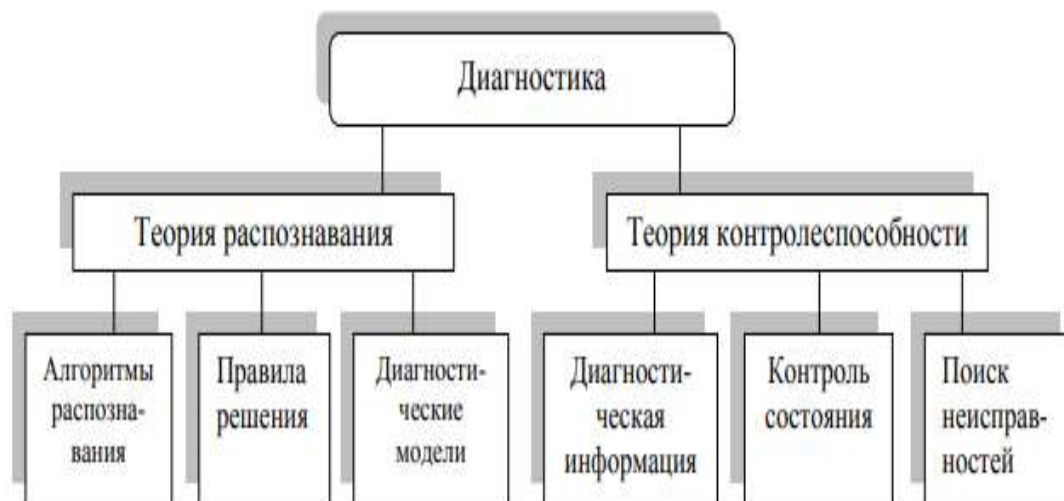 Диагностика
Теория распознавания
Теория контролеспособности
Алгоритмы
распозна-
вания
Правила
решения
Диагности-
ческие
модели
Диагности-
ческая
информация
Контроль
состояния
Поиск
неисправ-
ностей